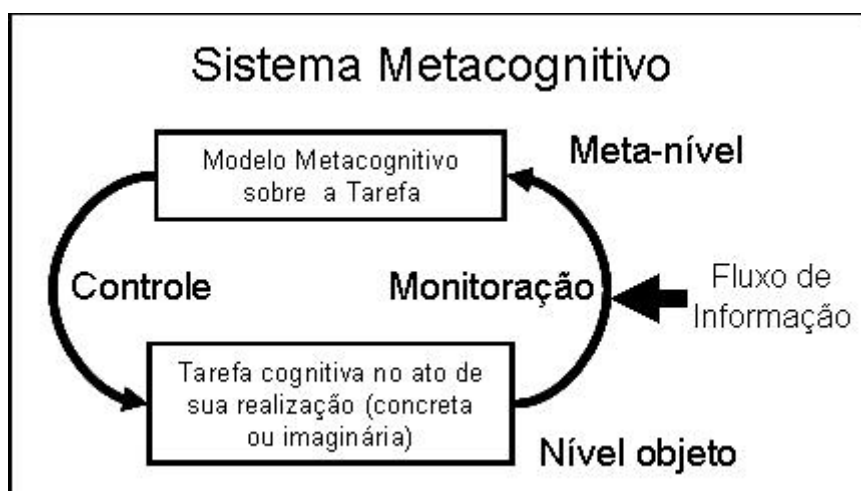 Sistema Metacognitivo
Modelo Metacognitivo
sobre a Tarefa
Meta-nível
Controle
Monitoração
Fluxo de
Informação
Tarefa cognitiva no ato de
sua realização (concreta
ou imaginária)
Nível objeto